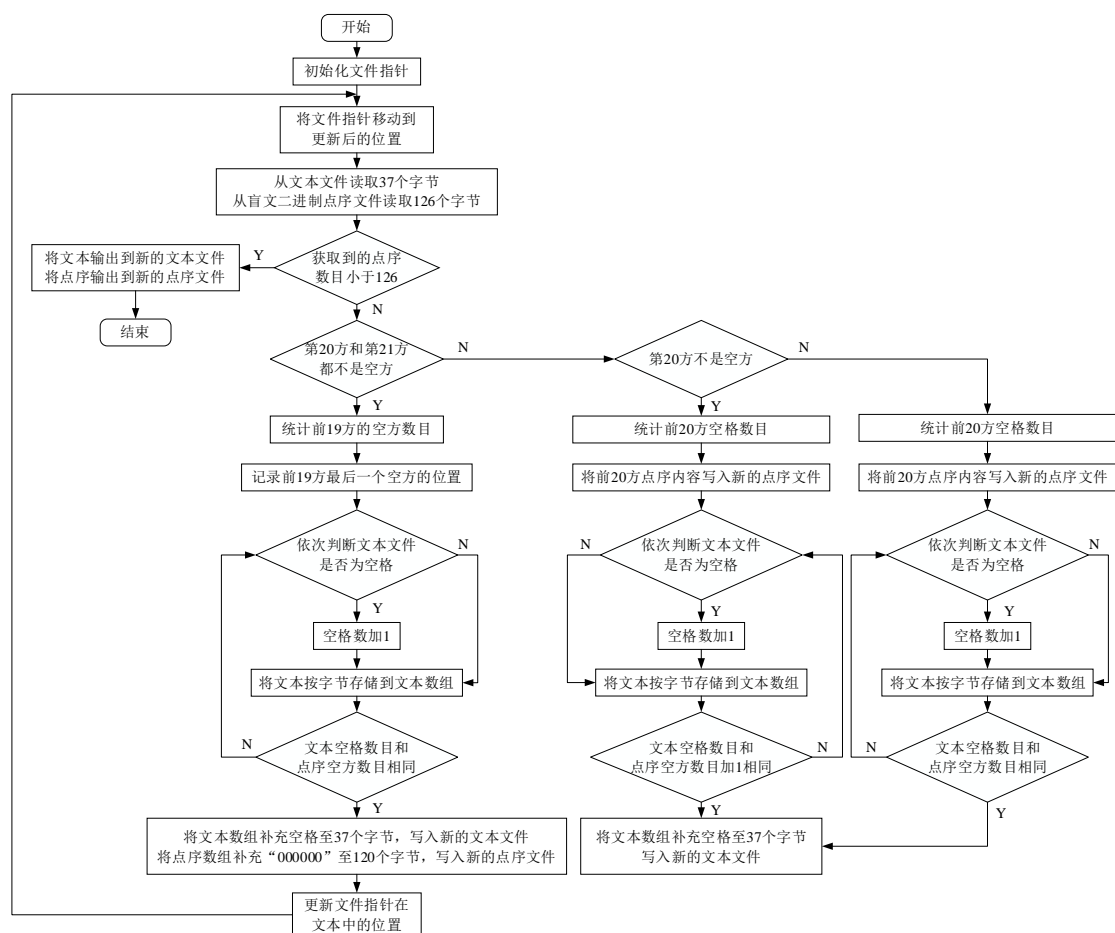 开始
初始化文件指针
将文件指针移动到
更新后的位置
从文本文件读取37个字节
从盲文二进制点序文件读取126个字节
获取到的点序
数目小于126
Y
将文本输出到新的文本文件
将点序输出到新的点序文件
结束
N
第20方和第21方
都不是空方
N
第20方不是空方
N
Y
统计前19方的空方数目
记录前19方最后一个空方的位置
依次判断文本文件
是否为空格
N
Y
空格数加1
将文本按字节存储到文本数组
文本空格数目和
点序空方数目相同
N
Y
将文本数组补充空格至37个字节,写入新的文本文件
将点序数组补充“000000”至120个字节,写入新的点序文件
更新文件指针在
文本中的位置
Y
统计前20方空格数目
将前20方点序内容写入新的点序文件
依次判断文本文件
是否为空格
N
Y
空格数加1
将文本按字节存储到文本数组
文本空格数目和
点序空方数目加1相同
N
Y
将文本数组补充空格至37个字节
写入新的文本文件
统计前20方空格数目
将前20方点序内容写入新的点序文件
依次判断文本文件
是否为空格
N
Y
空格数加1
将文本按字节存储到文本数组
文本空格数目和
点序空方数目相同
N
Y